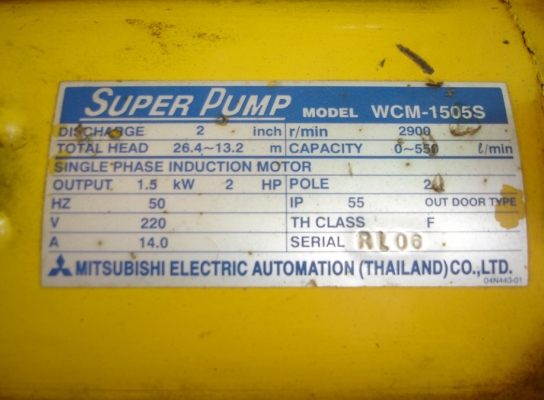 SUPER PUMP MODEL WCM-1505S
DISCHARGE 2 inch r/min 2900
TOTAL HEAD 26.4~13.2 m CAPACITY 0~550 ℓ/min
SINGLE PHASE INDUCTION MOTOR
OUTPUT 1.5 kW 2 HP POLE 2
HZ 50 IP 55 OUT DOOR TYPE
V 220 TH CLASS F
A 14.0 SERIAL RL06
MITSUBISHI ELECTRIC AUTOMATION (THAILAND) CO.,LTD.
04N443-01